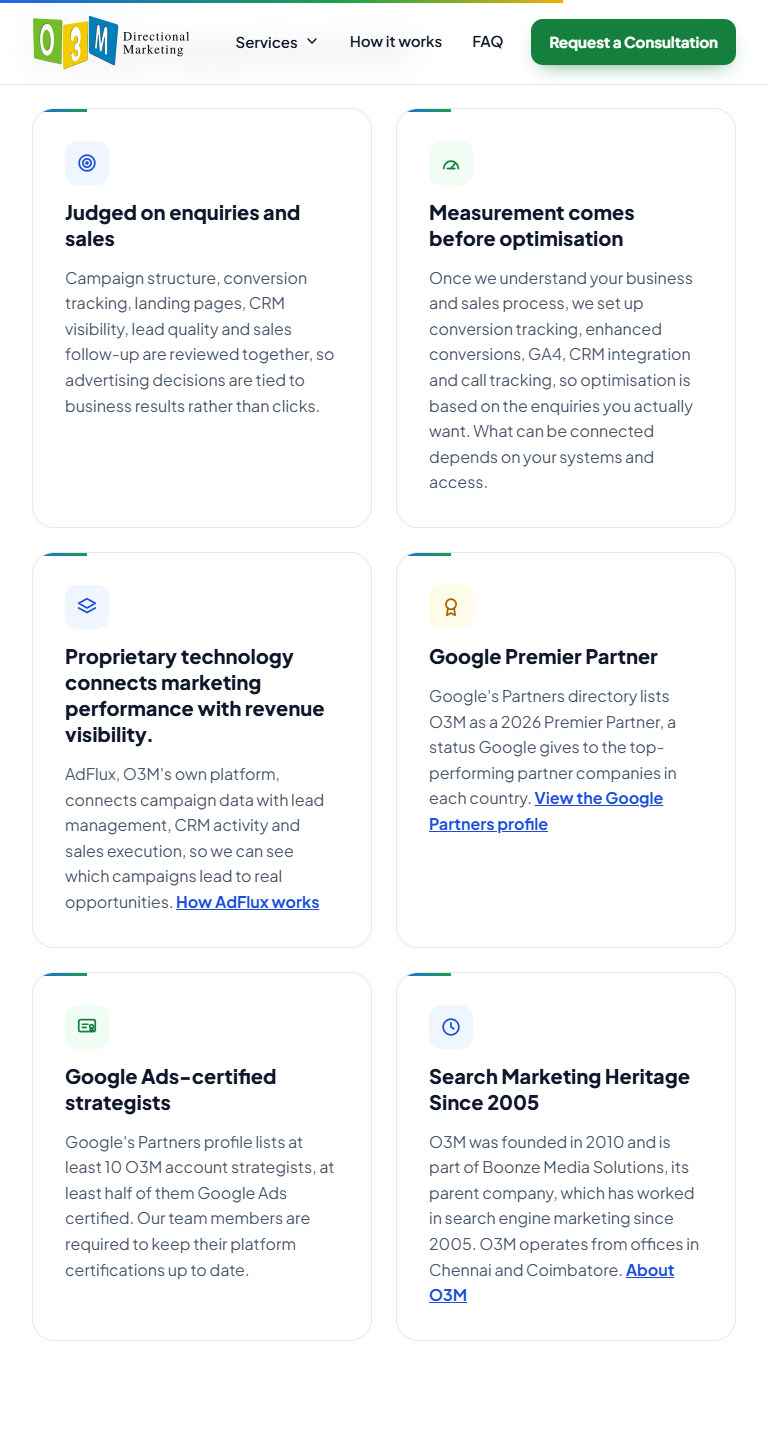 O3M Directional
Marketing
Services
How it works
FAQ
Request a Consultation
Judged on enquiries and
sales
Campaign structure, conversion
tracking, landing pages, CRM
visibility, lead quality and sales
follow-up are reviewed together, so
advertising decisions are tied to
business results rather than clicks.
Measurement comes
before optimisation
Once we understand your business
and sales process, we set up
conversion tracking, enhanced
conversions, GA4, CRM integration
and call tracking, so optimisation is
based on the enquiries you actually
want. What can be connected
depends on your systems and
access.
Proprietary technology
connects marketing
performance with revenue
visibility.
AdFlux, O3M's own platform,
connects campaign data with lead
management, CRM activity and
sales execution, so we can see
which campaigns lead to real
opportunities. How AdFlux works
Google Premier Partner
Google's Partners directory lists
O3M as a 2026 Premier Partner, a
status Google gives to the top-
performing partner companies in
each country. View the Google
Partners profile
Google Ads-certified
strategists
Google's Partners profile lists at
least 10 O3M account strategists, at
least half of them Google Ads
certified. Our team members are
required to keep their platform
certifications up to date.
Search Marketing Heritage
Since 2005
O3M was founded in 2010 and is
part of Boonze Media Solutions, its
parent company, which has worked
in search engine marketing since
2005. O3M operates from offices in
Chennai and Coimbatore. About
O3M